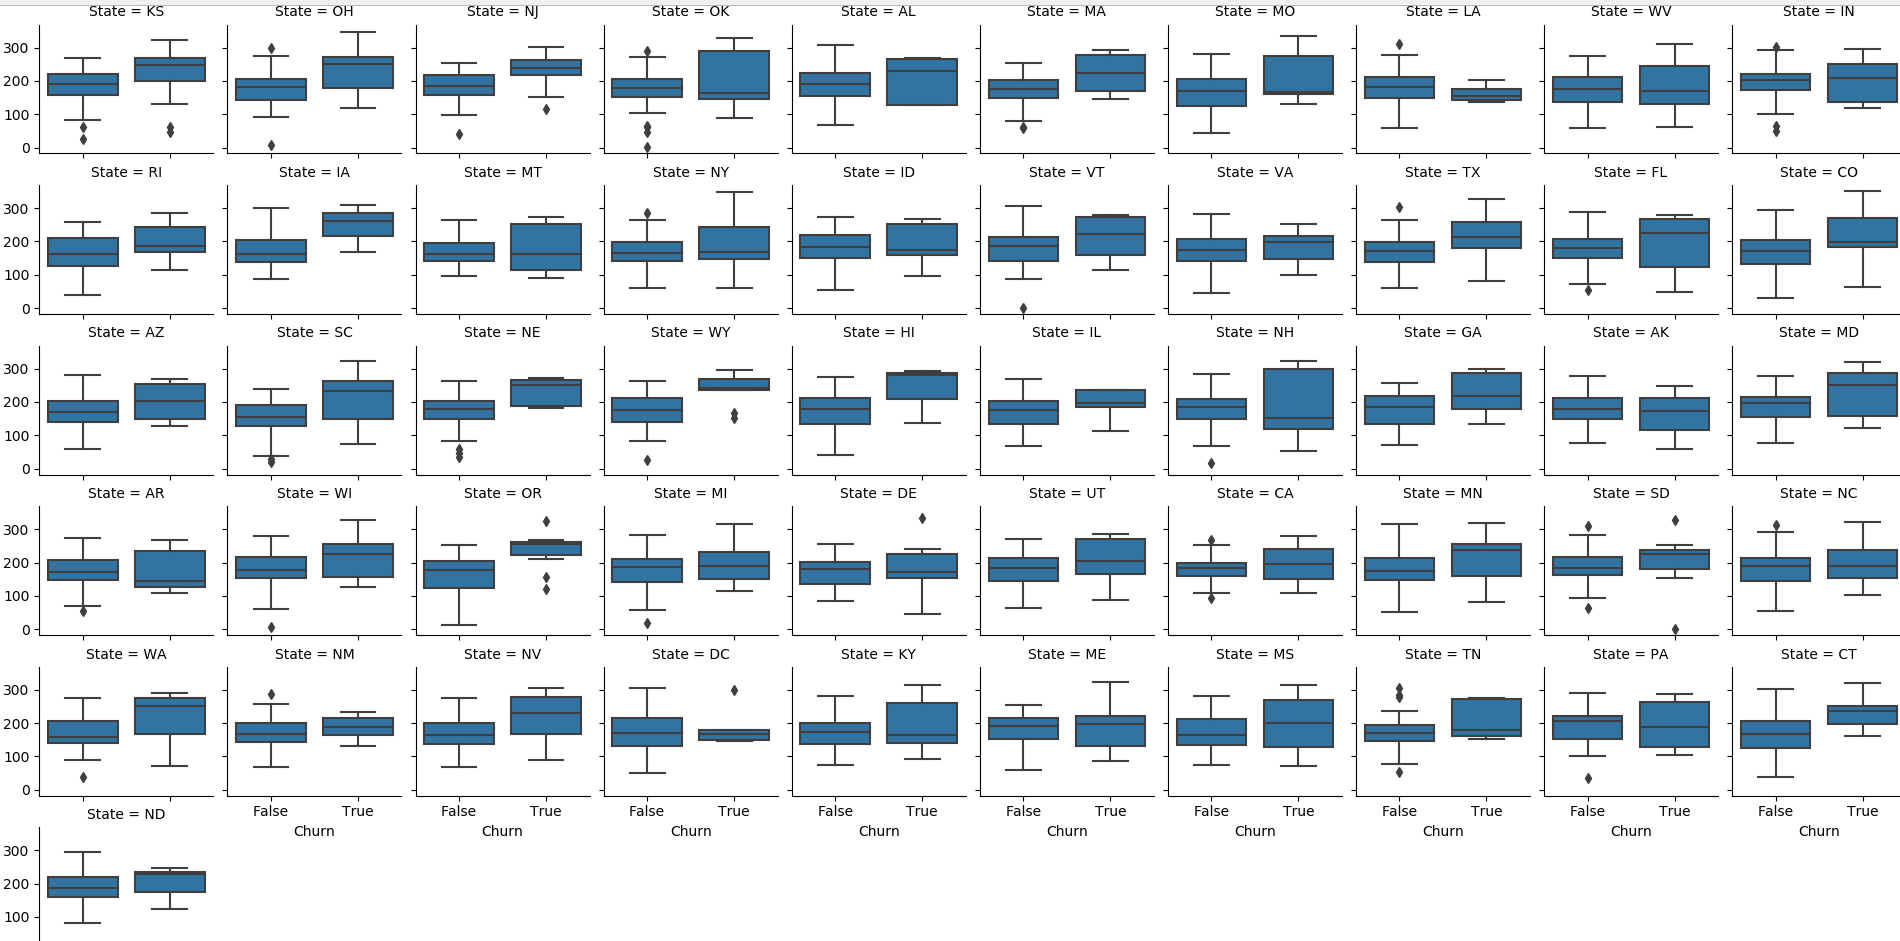 State = KS State = OH State = NJ State = OK State = AL State = MA State = MO State = LA State = WV State = IN
300
200
100
0
State = RI State = IA State = MT State = NY State = ID State = VT State = VA State = TX State = FL State = CO
300
200
100
0
State = AZ State = SC State = NE State = WY State = HI State = IL State = NH State = GA State = AK State = MD
300
200
100
0
State = AR State = WI State = OR State = MI State = DE State = UT State = CA State = MN State = SD State = NC
300
200
100
0
State = WA State = NM State = NV State = DC State = KY State = ME State = MS State = TN State = PA State = CT
300
200
100
0
False True False True False True False True False True False True False True False True False True
State = ND
Churn Churn Churn Churn Churn Churn Churn Churn Churn
300
200
100